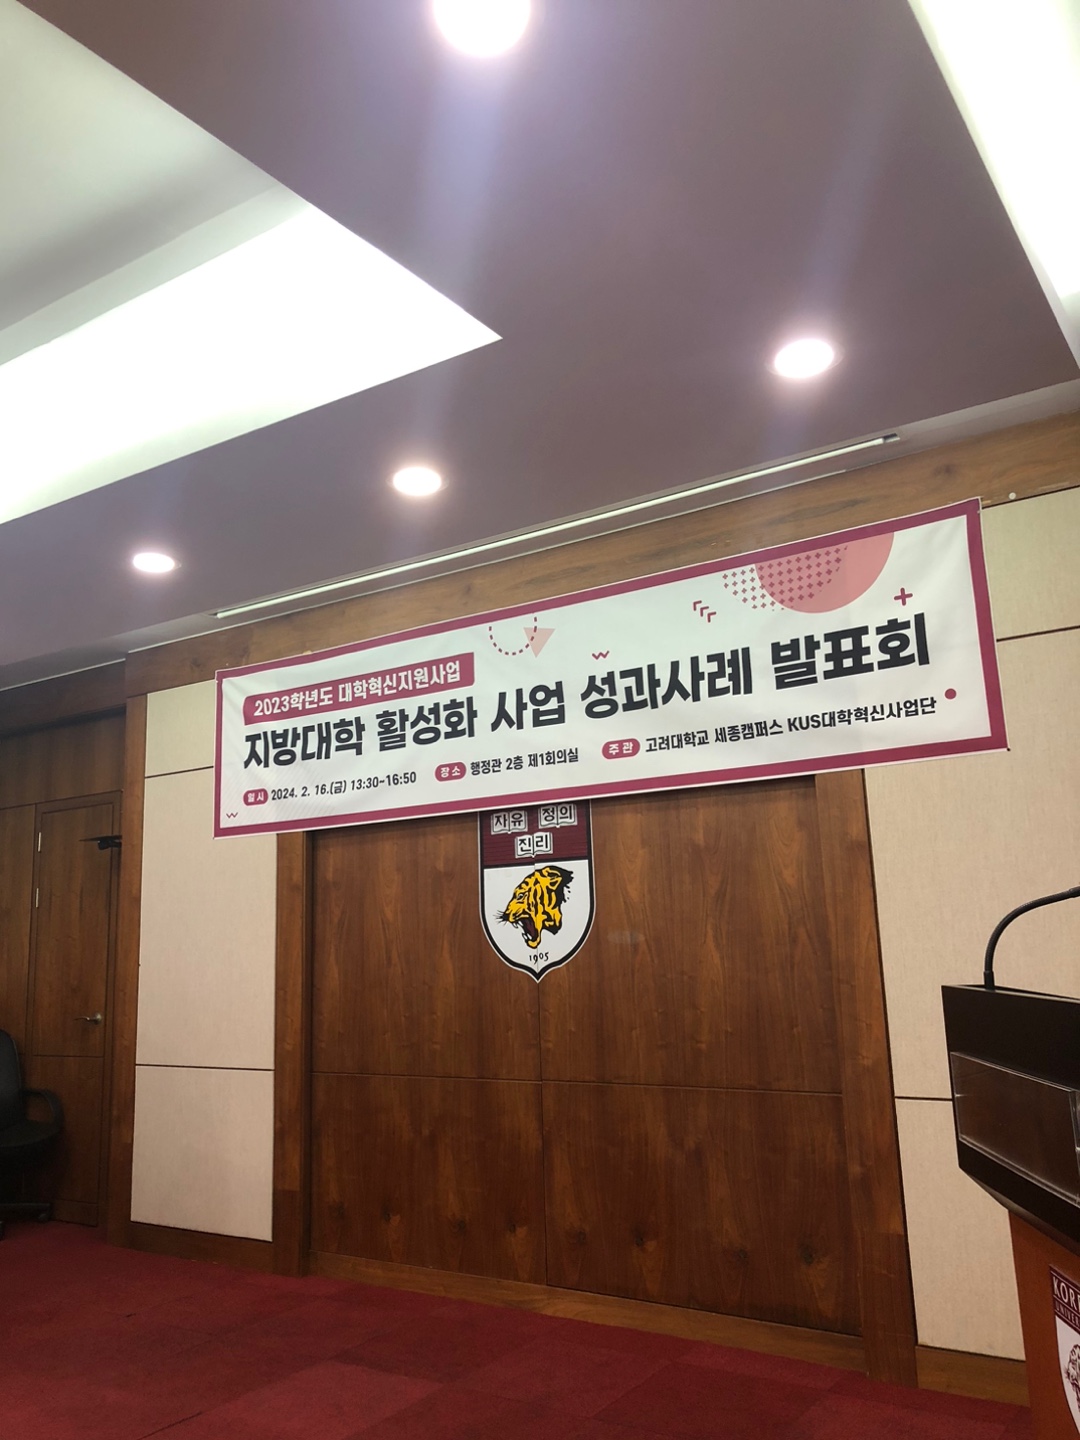 2023학년도 대학혁신지원사업
지방대학 활성화 사업 성과사례 발표회
일시 2024. 2. 16.(금) 13:30~16:50 장소 행정관 2층 제1회의실 주관 고려대학교 세종캠퍼스 KUS대학혁신사업단
자유 정의
진리
1905